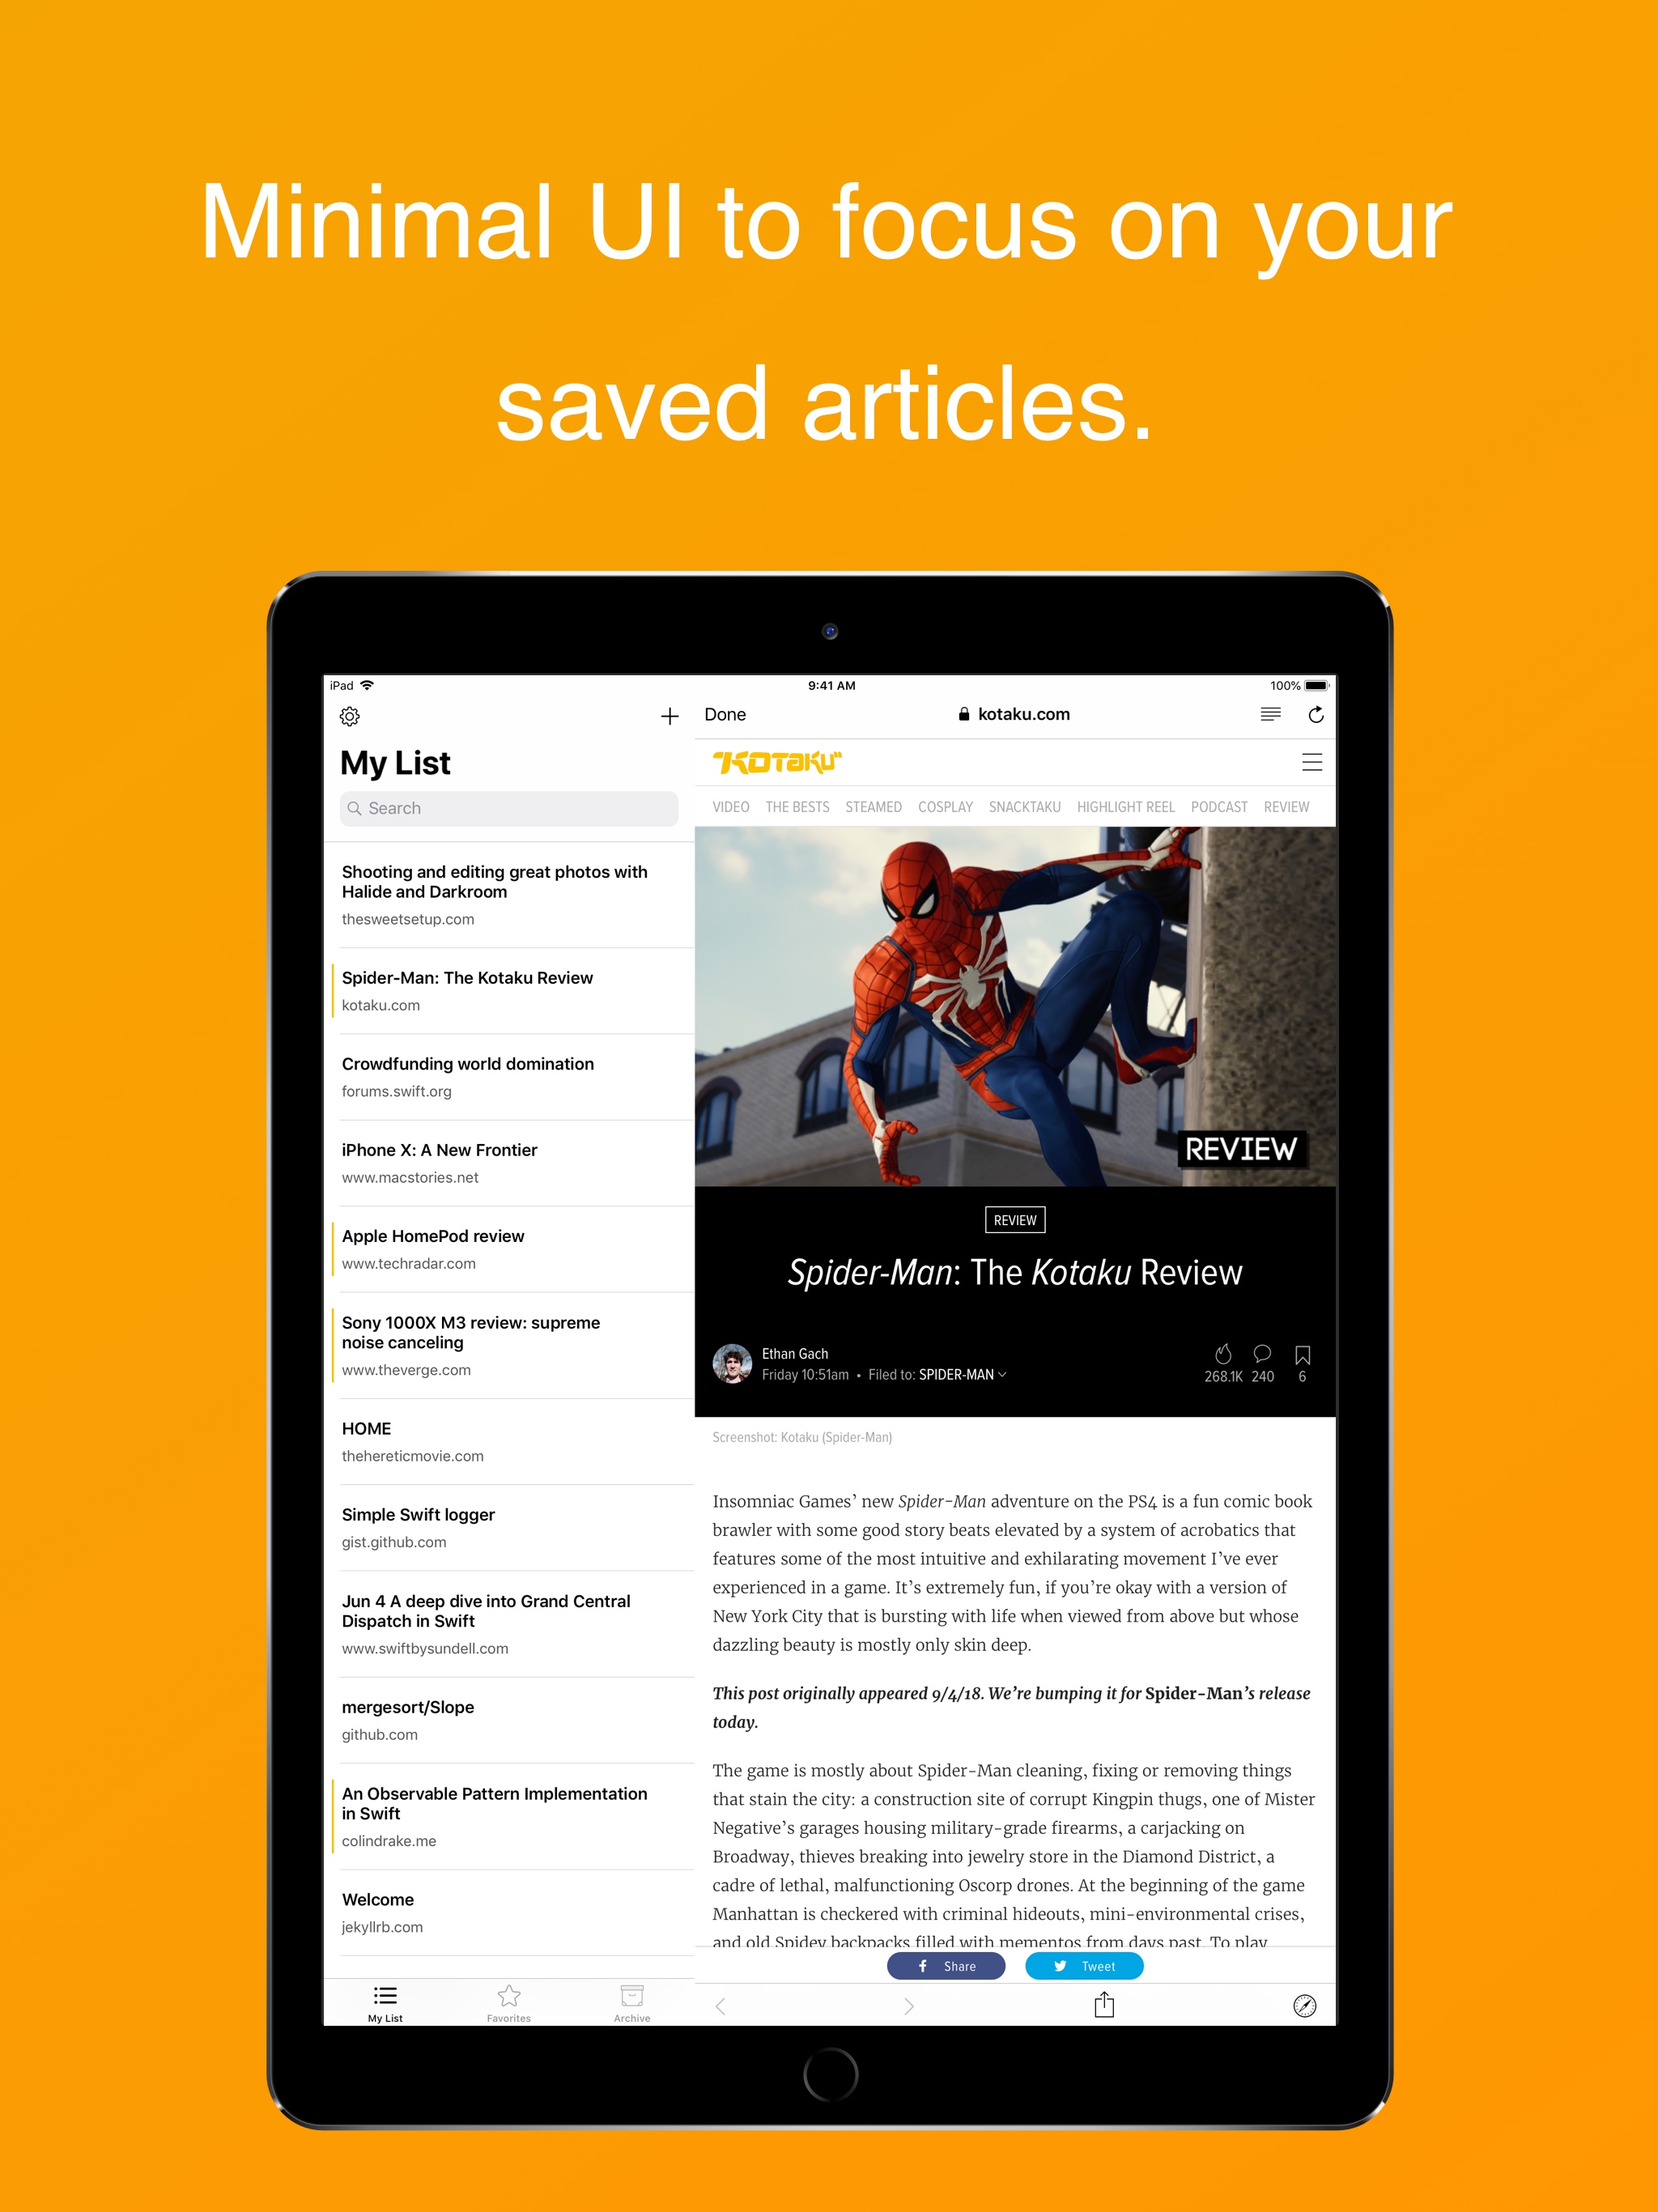 Minimal UI to focus on your
saved articles.
iPad
9:41 AM
100%
My List
Search
Shooting and editing great photos with
Halide and Darkroom
thesweetsetup.com
Spider-Man: The Kotaku Review
kotaku.com
Crowdfunding world domination
forums.swift.org
iPhone X: A New Frontier
www.macstories.net
Apple HomePod review
www.techradar.com
Sony 1000X M3 review: supreme
noise canceling
www.theverge.com
HOME
thehereticmovie.com
Simple Swift logger
gist.github.com
Jun 4 A deep dive into Grand Central
Dispatch in Swift
www.swiftbysundell.com
mergesort/Slope
github.com
An Observable Pattern Implementation
in Swift
colindrake.me
Welcome
jekyllrb.com
My List
Favorites
Archive
Done
kotaku.com
KOTAKU
VIDEO THE BESTS STEAMED COSPLAY SNACKTAKU HIGHLIGHT REEL PODCAST REVIEW
REVIEW
REVIEW
Spider-Man: The Kotaku Review
Ethan Gach
Friday 10:51am • Filed to: SPIDER-MAN
268.1K 240 6
Screenshot: Kotaku (Spider-Man)
Insomniac Games’ new Spider-Man adventure on the PS4 is a fun comic book
brawler with some good story beats elevated by a system of acrobatics that
features some of the most intuitive and exhilarating movement I’ve ever
experienced in a game. It’s extremely fun, if you’re okay with a version of
New York City that is bursting with life when viewed from above but whose
dazzling beauty is mostly only skin deep.
This post originally appeared 9/4/18. We’re bumping it for Spider-Man’s release
today.
The game is mostly about Spider-Man cleaning, fixing or removing things
that stain the city: a construction site of corrupt Kingpin thugs, one of Mister
Negative’s garages housing military-grade firearms, a carjacking on
Broadway, thieves breaking into jewelry store in the Diamond District, a
cadre of lethal, malfunctioning Oscorp drones. At the beginning of the game
Manhattan is checkered with criminal hideouts, mini-environmental crises,
and old Spidey backpacks filled with mementos from days past. To play
Share
Tweet